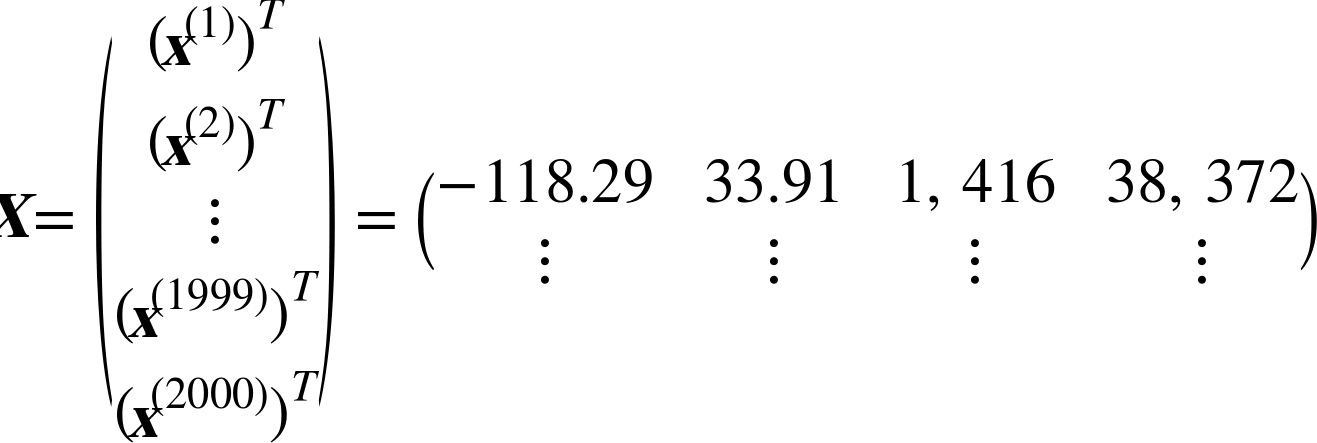 (x^(1))^T
(x^(2))^T
X = ( ⋮ ) = ( −118.29 33.91 1, 416 38, 372 )
⋮ ⋮ ⋮ ⋮
(x^(1999))^T
(x^(2000))^T